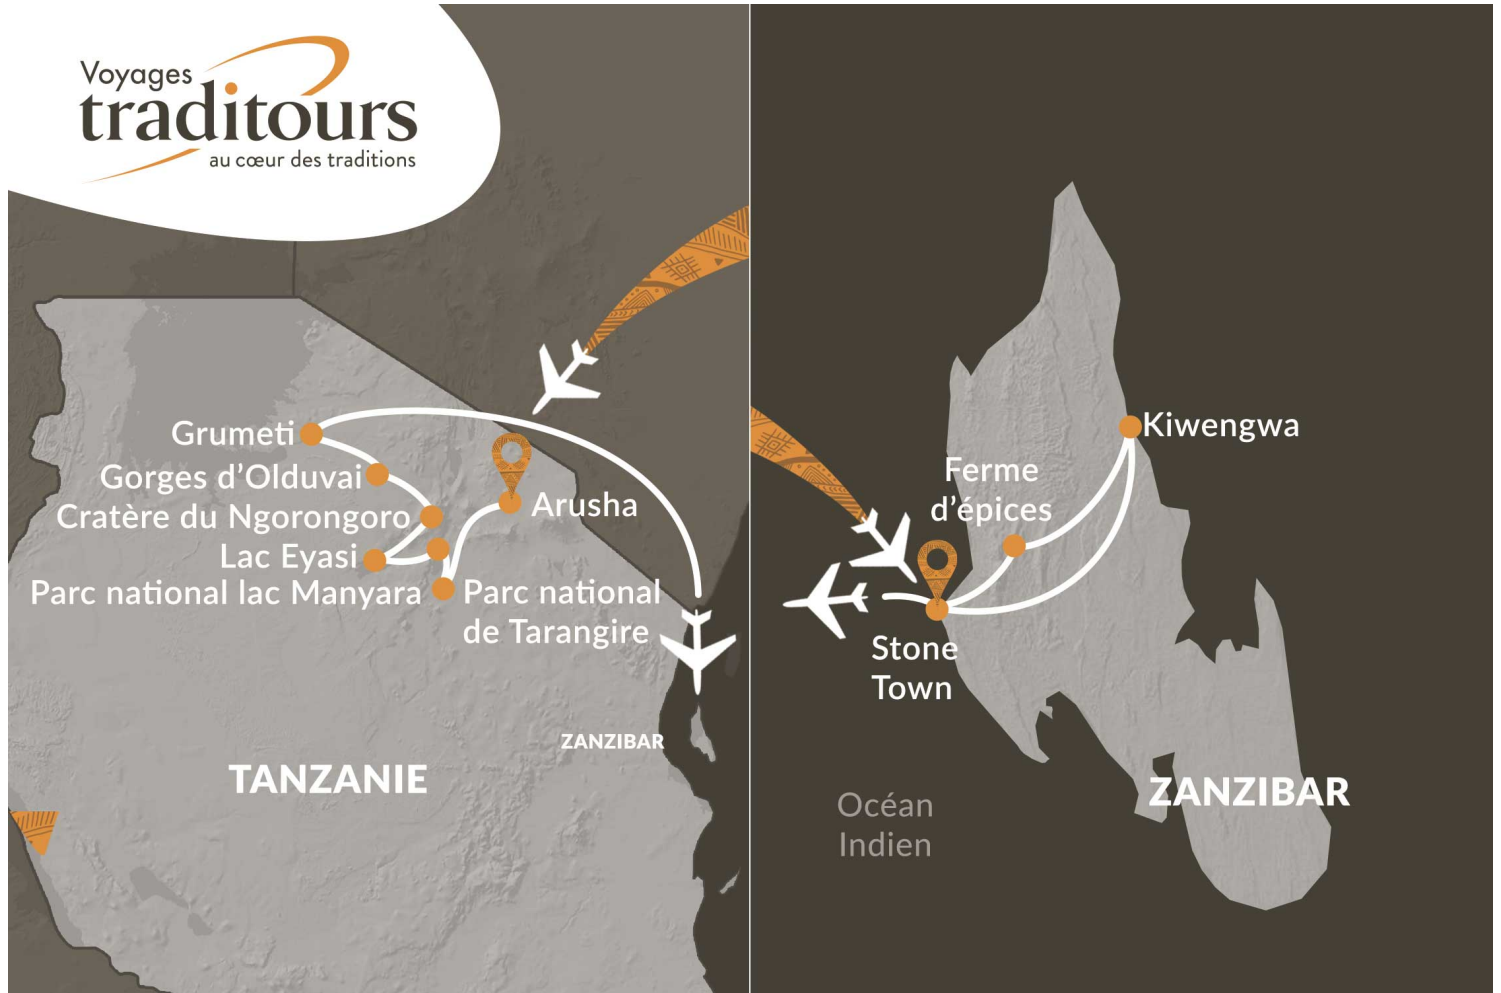 Voyages
traditours
au cœur des traditions
Grumeti
Gorges d’Olduvai
Cratère du Ngorongoro
Lac Eyasi
Parc national lac Manyara
Arusha
Parc national
de Tarangire
ZANZIBAR
TANZANIE
Kiwengwa
Ferme
d’épices
Stone
Town
ZANZIBAR
Océan
Indien